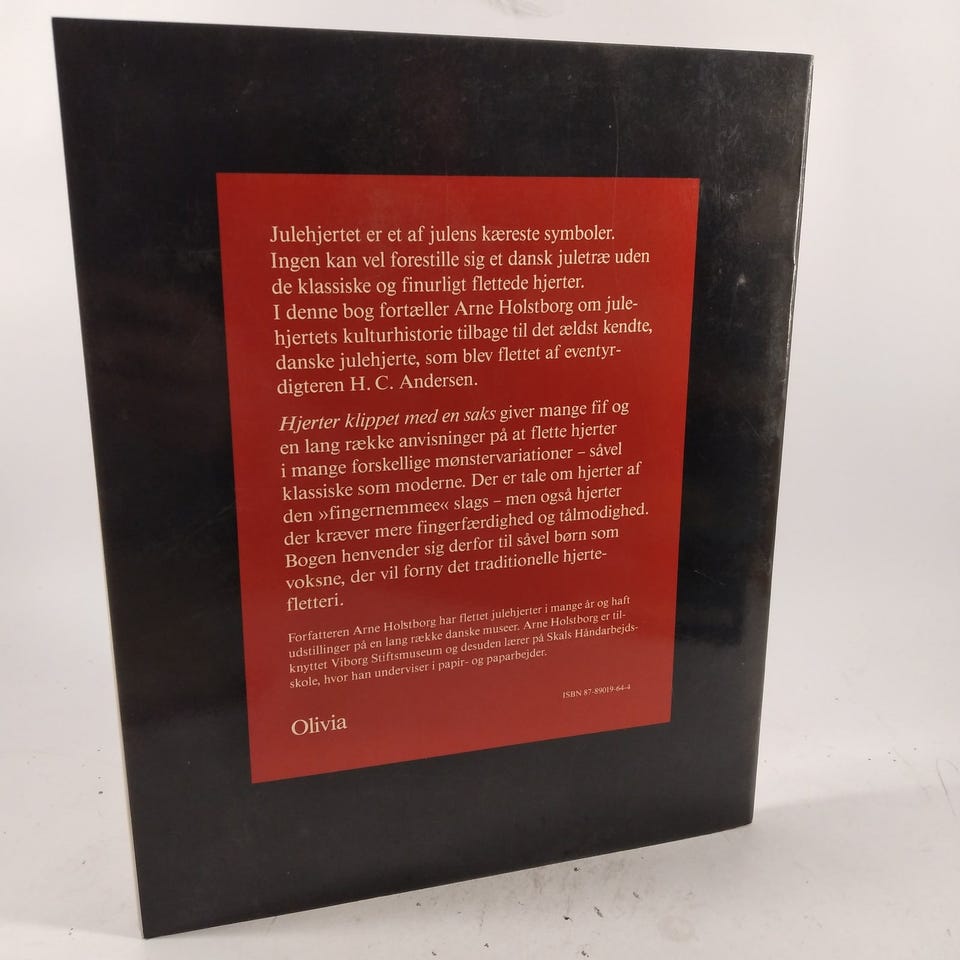 Julehjertet er et af julens kæreste symboler.
Ingen kan vel forestille sig et dansk juletræ uden
de klassiske og finurligt flettede hjerter.
I denne bog fortæller Arne Holstborg om jule-
hjertets kulturhistorie tilbage til det ældst kendte,
danske julehjerte, som blev flettet af eventyr-
digteren H. C. Andersen.
Hjerter klippet med en saks giver mange fif og
en lang række anvisninger på at flette hjerter
i mange forskellige mønstervariationer – såvel
klassiske som moderne. Der er tale om hjerter af
den »fingernemmee« slags – men også hjerter
der kræver mere fingerfærdighed og tålmodighed.
Bogen henvender sig derfor til såvel børn som
voksne, der vil forny det traditionelle hjerte-
fletteri.
Forfatteren Arne Holstborg har flettet julehjerter i mange år og haft
udstillinger på en lang række danske museer. Arne Holstborg er til-
knyttet Viborg Stiftsmuseum og desuden lærer på Skals Håndarbejds-
skole, hvor han underviser i papir- og paparbejder.
ISBN 87-89019-64-4
Olivia